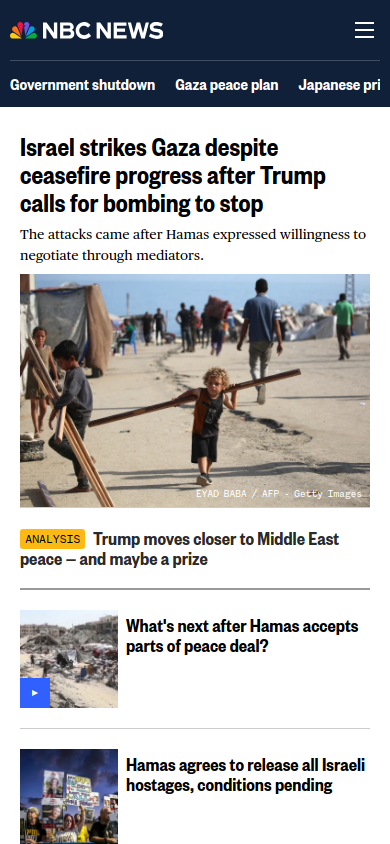 NBC NEWS
Government shutdown Gaza peace plan Japanese pri
Israel strikes Gaza despite
ceasefire progress after Trump
calls for bombing to stop
The attacks came after Hamas expressed willingness to
negotiate through mediators.
EYAD BABA / AFP - Getty Images
ANALYSIS Trump moves closer to Middle East
peace — and maybe a prize
What's next after Hamas accepts
parts of peace deal?
Hamas agrees to release all Israeli
hostages, conditions pending